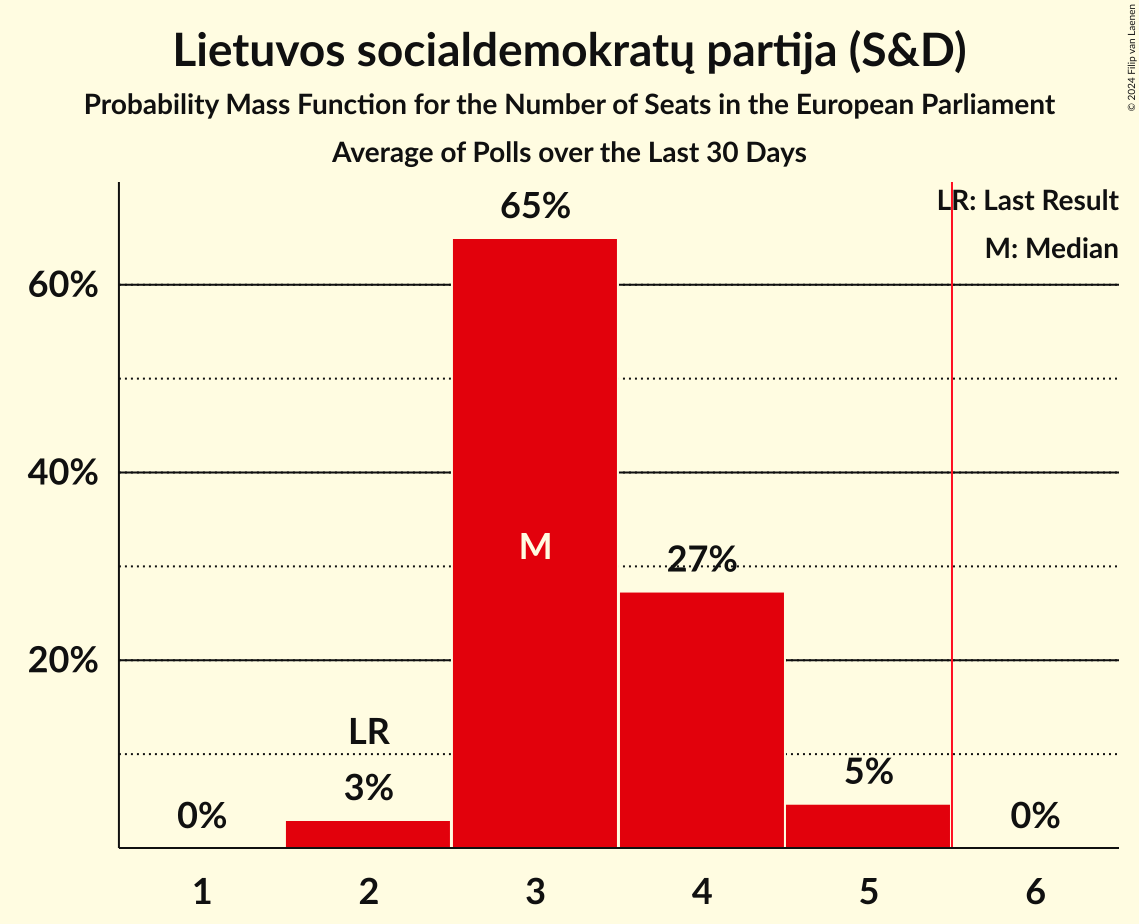 Lietuvos socialdemokratų partija (S&D)
Probability Mass Function for the Number of Seats in the European Parliament
Average of Polls over the Last 30 Days
© 2024 Filip van Laenen
LR: Last Result
M: Median
65%
60%
40%
M
27%
20%
LR
3%
5%
0%
0%
1 2 3 4 5 6